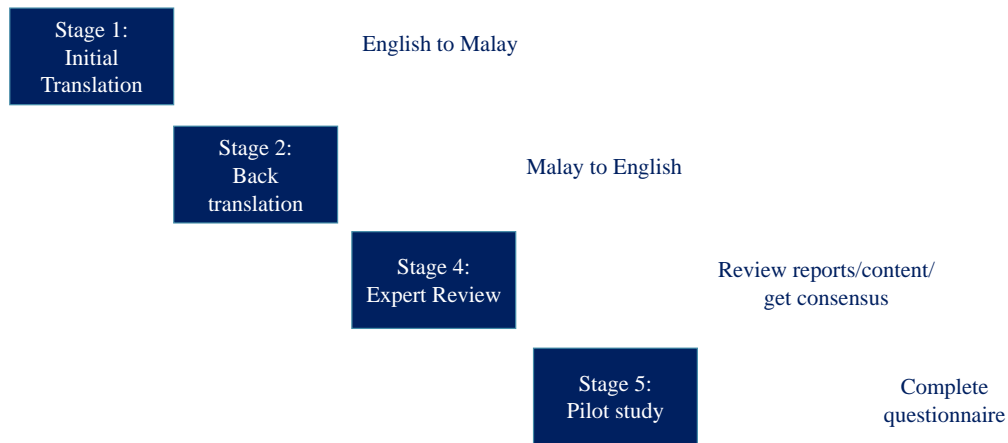 Stage 1:
Initial
Translation
English to Malay
Stage 2:
Back
translation
Malay to English
Stage 4:
Expert Review
Review reports/content/
get consensus
Stage 5:
Pilot study
Complete
questionnaire